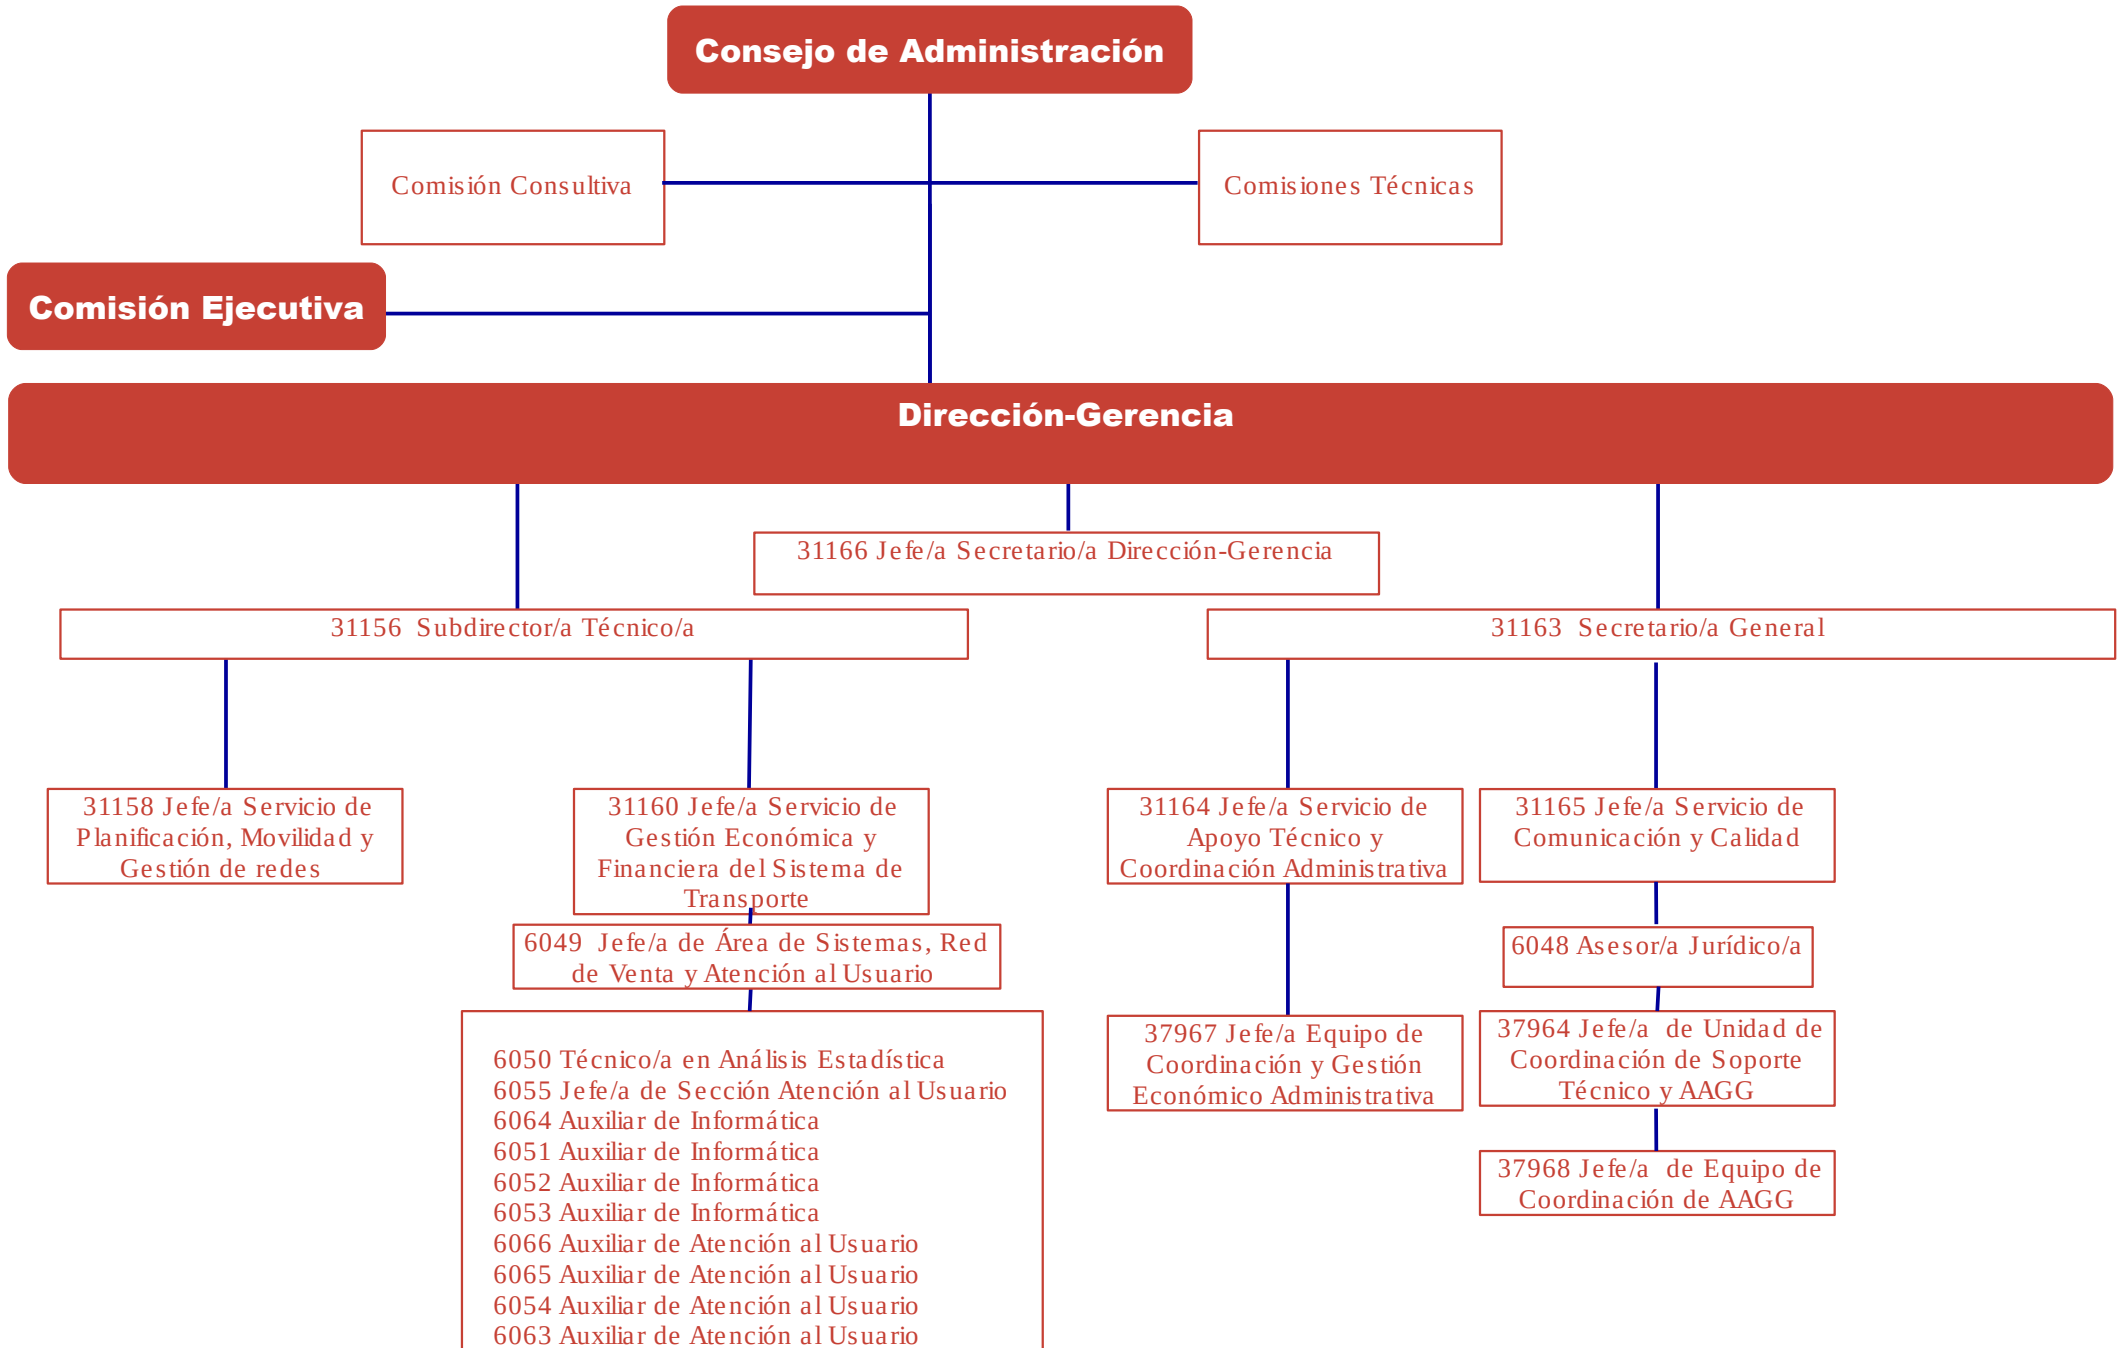 Consejo de Administración
Comisión Consultiva
Comisiones Técnicas
Comisión Ejecutiva
Dirección-Gerencia
31166 Jefe/a Secretario/a Dirección-Gerencia
31156 Subdirector/a Técnico/a
31163 Secretario/a General
31158 Jefe/a Servicio de
Planificación, Movilidad y
Gestión de redes
31160 Jefe/a Servicio de
Gestión Económica y
Financiera del Sistema de
Transporte
31164 Jefe/a Servicio de
Apoyo Técnico y
Coordinación Administrativa
31165 Jefe/a Servicio de
Comunicación y Calidad
6049 Jefe/a de Área de Sistemas, Red
de Venta y Atención al Usuario
6048 Asesor/a Jurídico/a
6050 Técnico/a en Análisis Estadística
6055 Jefe/a de Sección Atención al Usuario
6064 Auxiliar de Informática
6051 Auxiliar de Informática
6052 Auxiliar de Informática
6053 Auxiliar de Informática
6066 Auxiliar de Atención al Usuario
6065 Auxiliar de Atención al Usuario
6054 Auxiliar de Atención al Usuario
6063 Auxiliar de Atención al Usuario
37967 Jefe/a Equipo de
Coordinación y Gestión
Económico Administrativa
37964 Jefe/a de Unidad de
Coordinación de Soporte
Técnico y AAGG
37968 Jefe/a de Equipo de
Coordinación de AAGG